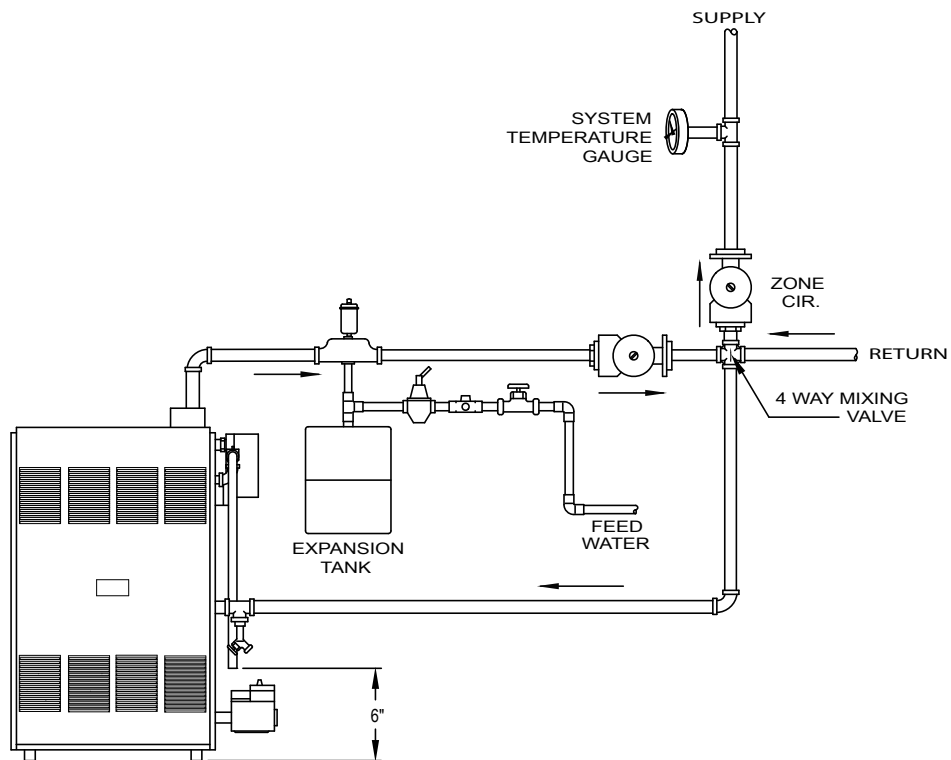 SUPPLY
SYSTEM
TEMPERATURE
GAUGE
ZONE
CIR.
RETURN
4 WAY MIXING
VALVE
EXPANSION
TANK
FEED
WATER
6"